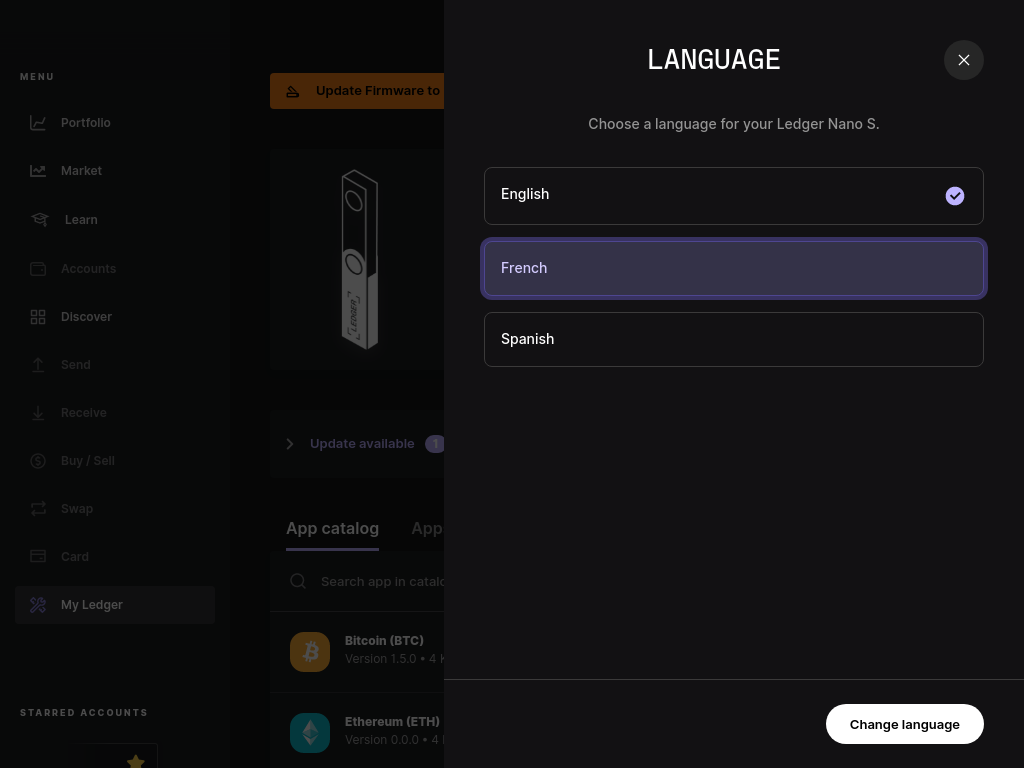 MENU
Portfolio
Market
Learn
Accounts
Discover
Send
Receive
Buy / Sell
Swap
Card
My Ledger
STARRED ACCOUNTS
Update Firmware to
LEDGER
Update available 1
App catalog App
Search app in catalo
Bitcoin (BTC)
Version 1.5.0 • 4 K
Ethereum (ETH)
Version 0.0.0 • 4
LANGUAGE
Choose a language for your Ledger Nano S.
English
French
Spanish
Change language